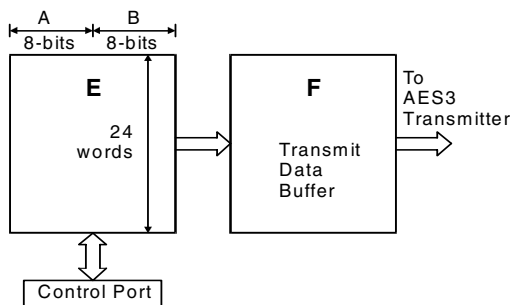 A
B
8-bits
8-bits
E
24
words
F
Transmit
Data
Buffer
To
AES3
Transmitter
Control Port